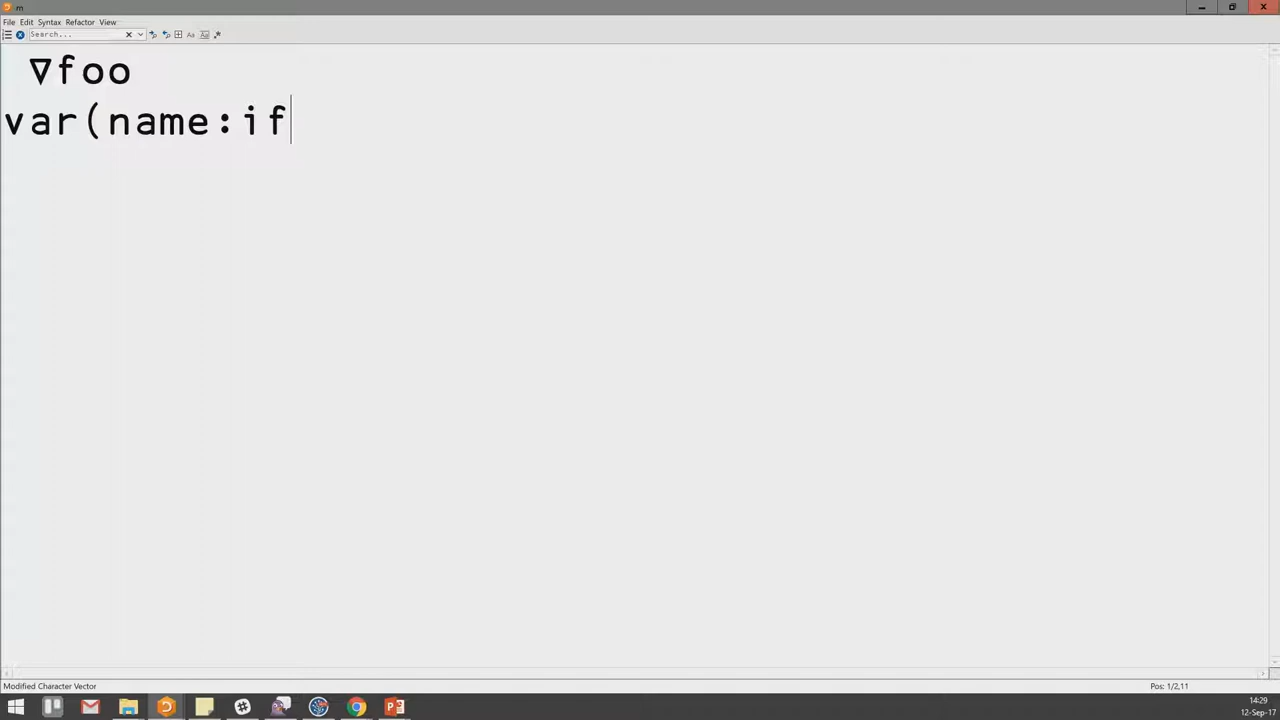 m
File Edit Syntax Refactor View
Search...
∇foo
var(name:if
Modified Character Vector
Pos: 1/2,11
14:29
12-Sep-17